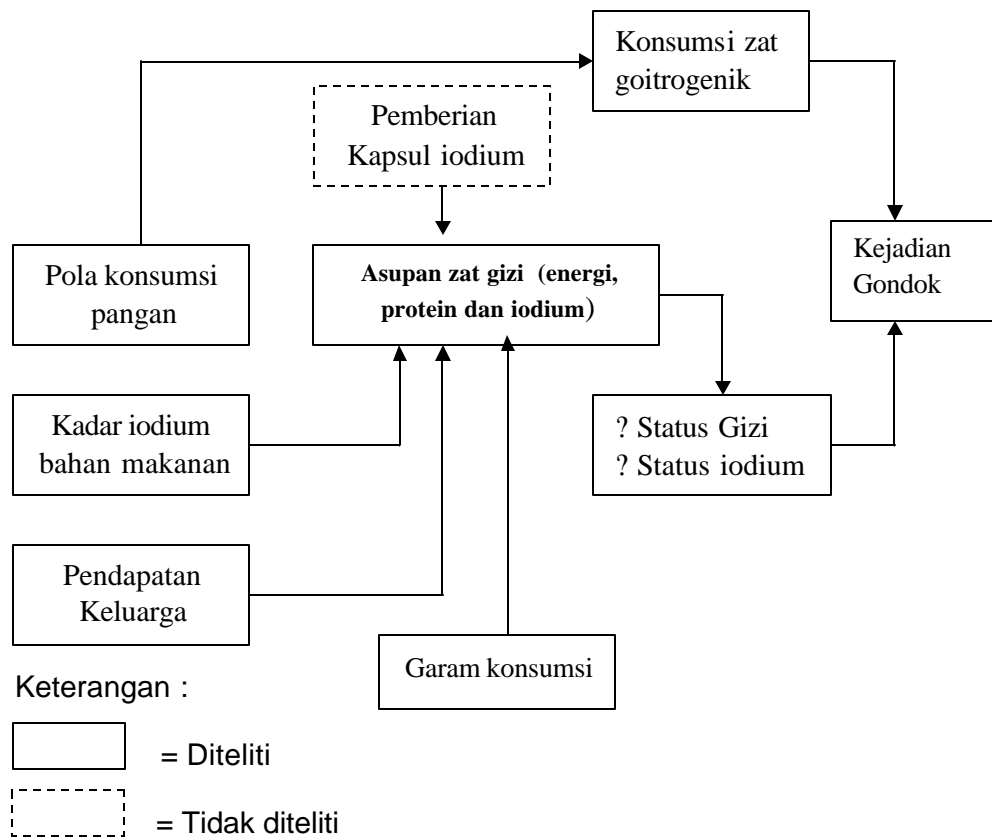 Konsumsi zat
goitrogenik
Pemberian
Kapsul iodium
Pola konsumsi
pangan
Asupan zat gizi (energi,
protein dan iodium)
Kejadian
Gondok
Kadar iodium
bahan makanan
? Status Gizi
? Status iodium
Pendapatan
Keluarga
Garam konsumsi
Keterangan :
= Diteliti
= Tidak diteliti